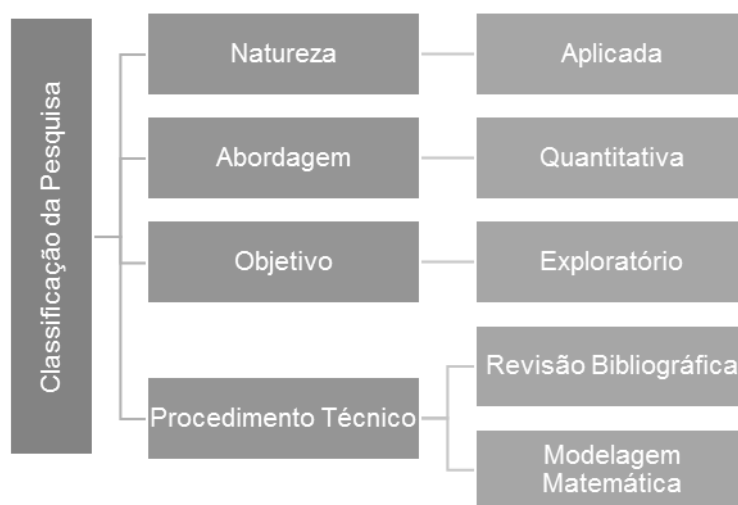 Classificação da Pesquisa
Natureza
Aplicada
Abordagem
Quantitativa
Objetivo
Exploratório
Procedimento Técnico
Revisão Bibliográfica
Modelagem
Matemática